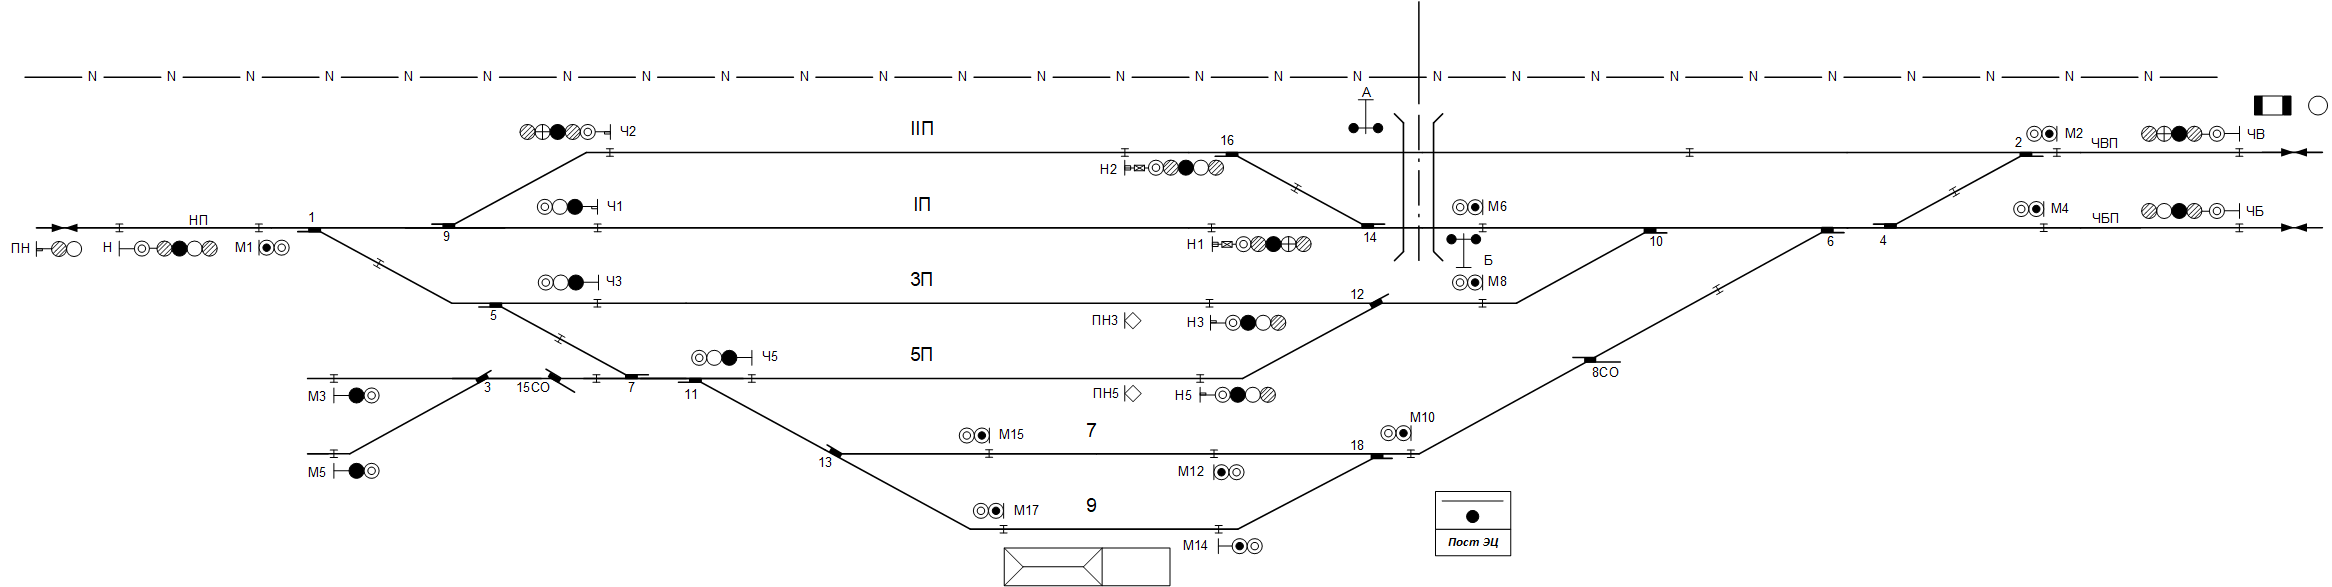 N N N N N N N N N N N N N N N N N N N N N N N N N N N
А
Ч2 IIП 16 2 М2 ЧВ
ЧВП
Н2
Ч1 IП М6 М4 ЧБ
НП 1 ЧБП
ПН Н М1 9 Н1 14 10 6 4
Б
Ч3 3П М8
12
5 ПН3 Н3
Ч5 5П
3 15СО 7 11 8СО
М3 ПН5 Н5
М10
7
М15 18
13
М5 М12
9
М17
М14
Пост ЭЦ